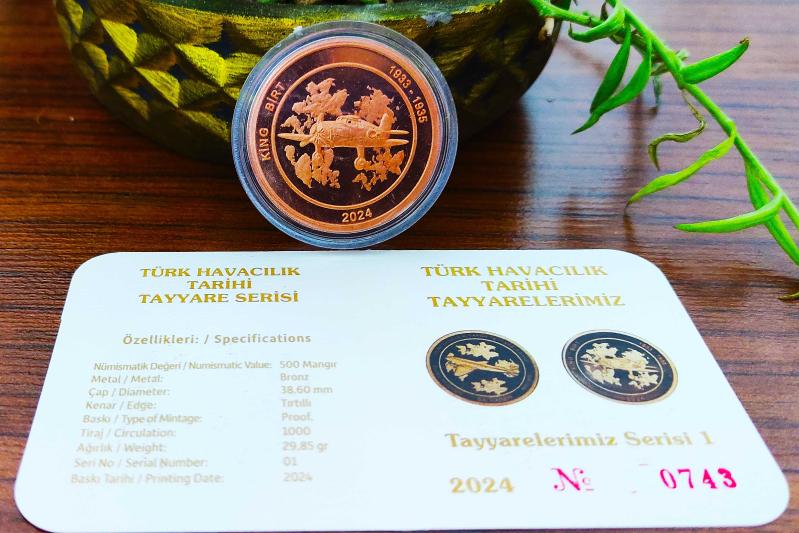 KING BIRT 1933 - 1935
2024
TÜRK HAVACILIK
TARİHİ
TAYYARE SERİSİ
Özellikleri: / Specifications
Nümismatik Değeri / Numismatic Value: 500 Mangır
Metal / Metal: Bronz
Çap / Diameter: 38.60 mm
Kenar / Edge: Tırtıllı
Baskı / Type of Mintage: Proof.
Tiraj / Circulation: 1000
Ağırlık / Weight: 29.85 gr
Seri No / Serial Number: 01
Baskı Tarihi / Printing Date: 2024
TÜRK HAVACILIK
TARİHİ
TAYYARELERİMİZ
Tayyarelerimiz Serisi 1
2024 № 0743